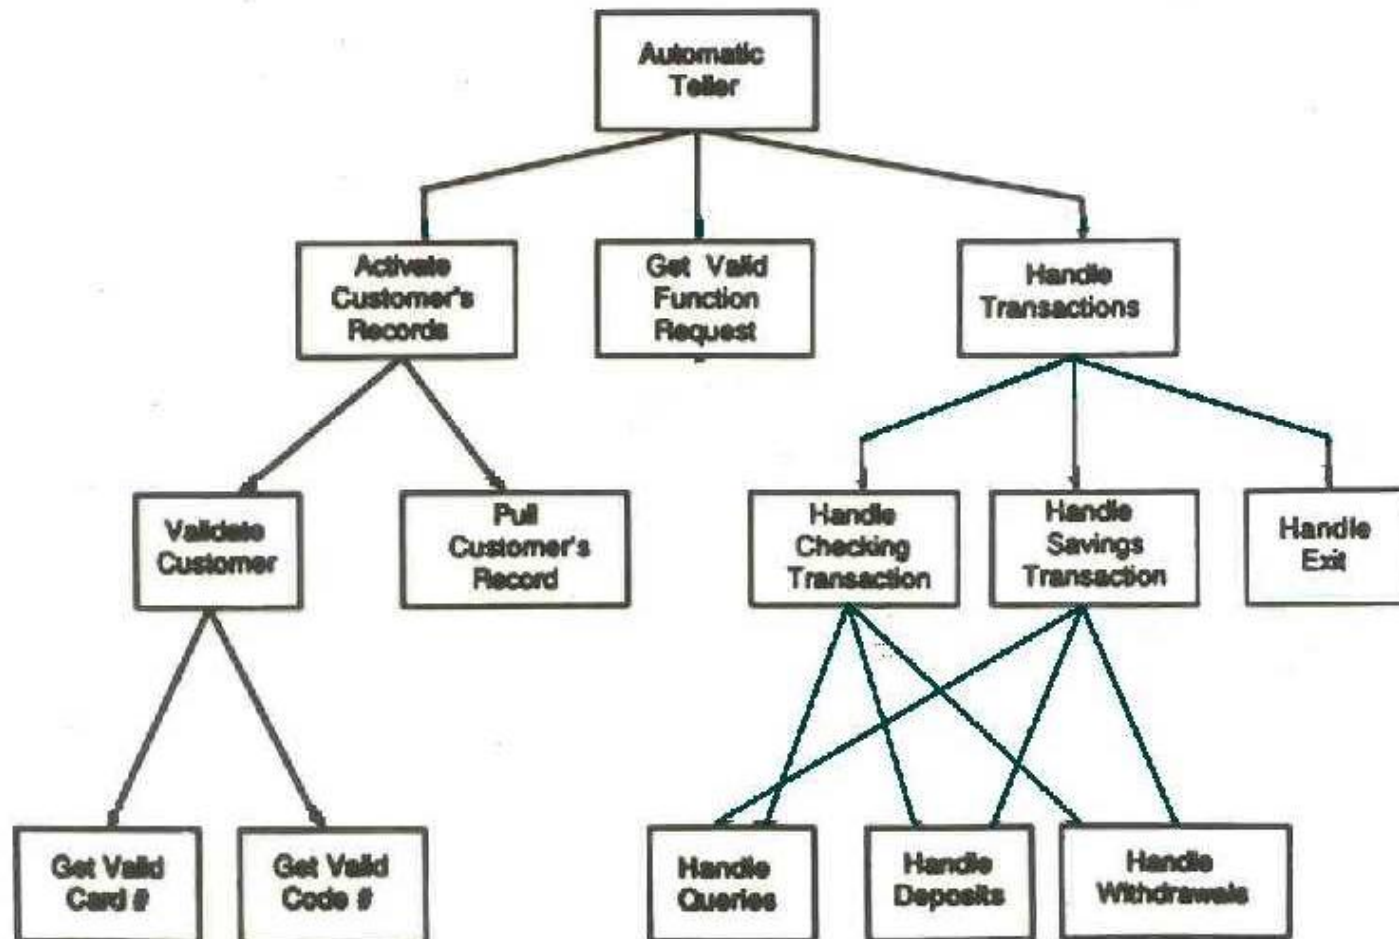 Automatic
Teller
Activate
Customer's
Records
Get Valid
Function
Request
Handle
Transactions
Validate
Customer
Pull
Customer's
Record
Handle
Checking
Transaction
Handle
Savings
Transaction
Handle
Exit
Get Valid
Card #
Get Valid
Code #
Handle
Queries
Handle
Deposits
Handle
Withdrawals